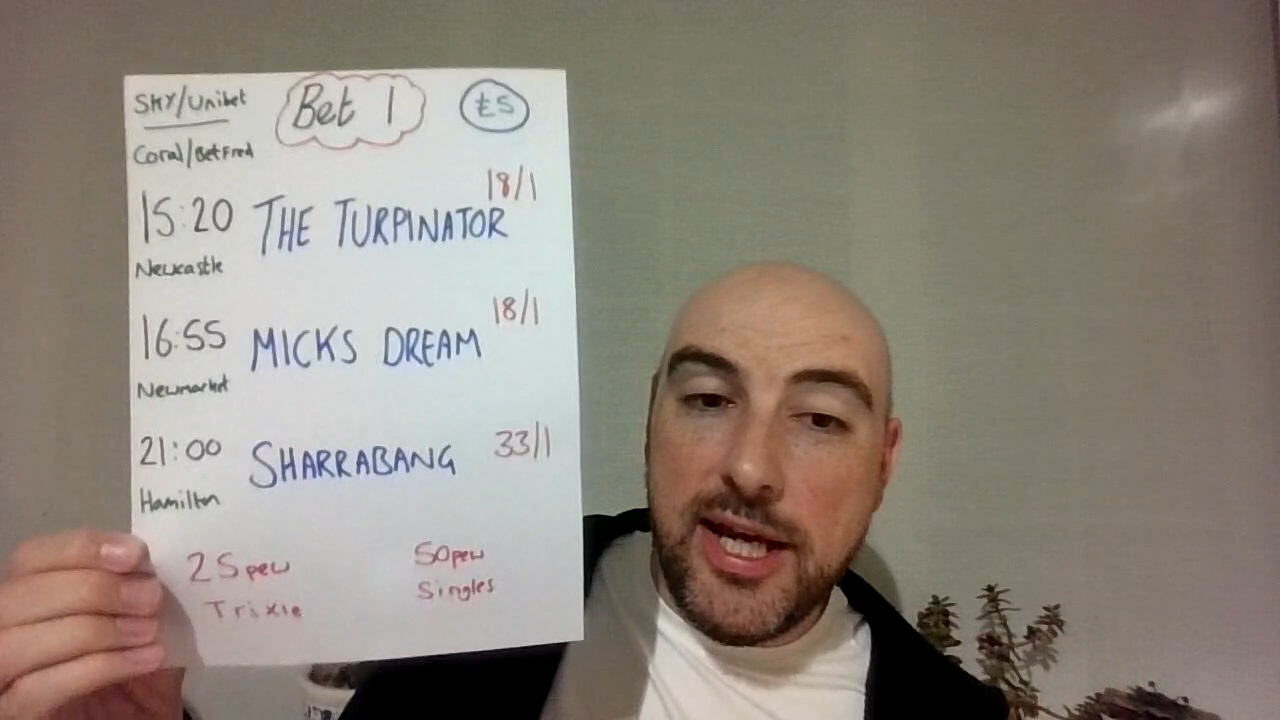 SKY/Unibet
Coral/BetFred
Bet 1
£5
18/1
15:20 THE TURPINATOR
Newcastle
18/1
16:55 MICKS DREAM
Newmarket
21:00 SHARRABANG 33/1
Hamilton
25pew
Trixie
50pew
Singles